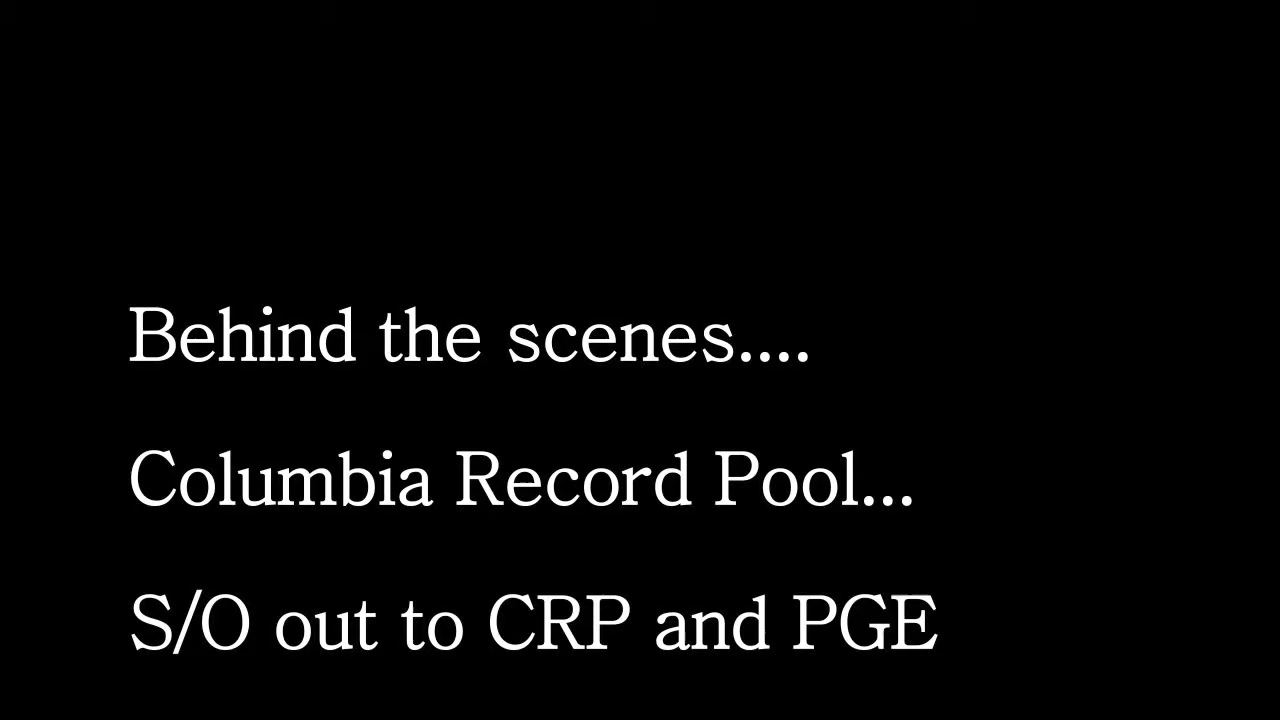 Behind the scenes....
Columbia Record Pool...
S/O out to CRP and PGE